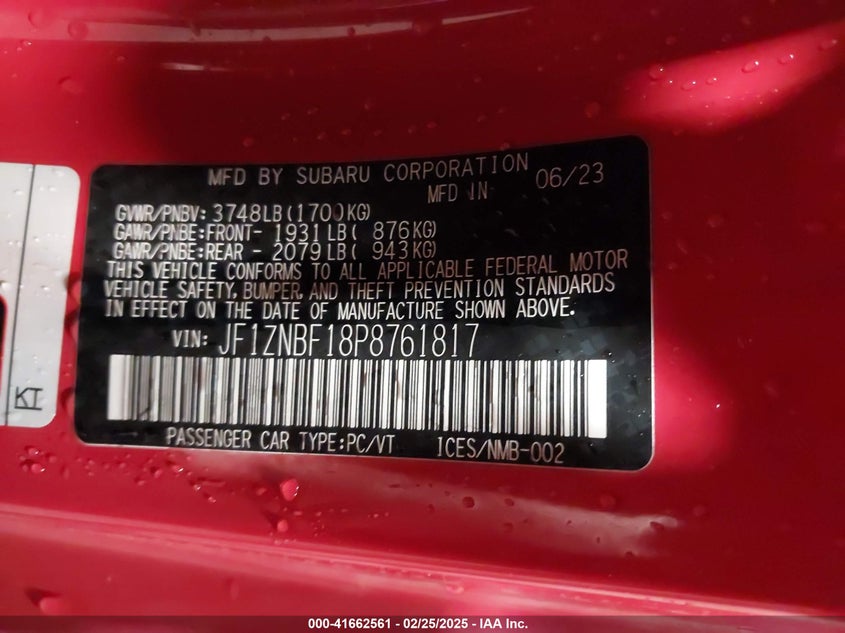 MFD BY SUBARU CORPORATION
MFD IN 06/23
GVWR/PNBV: 3748LB(1700KG)
GAWR/PNBE:FRONT- 1931LB( 876KG)
GAWR/PNBE:REAR - 2079LB( 943KG)
THIS VEHICLE CONFORMS TO ALL APPLICABLE FEDERAL MOTOR
VEHICLE SAFETY, BUMPER, AND THEFT PREVENTION STANDARDS
IN EFFECT ON THE DATE OF MANUFACTURE SHOWN ABOVE.
VIN: JF1ZNBF18P8761817
PASSENGER CAR TYPE:PC/VT ICES/NMB-002
KT
000-41662561 - 02/25/2025 - IAA Inc.